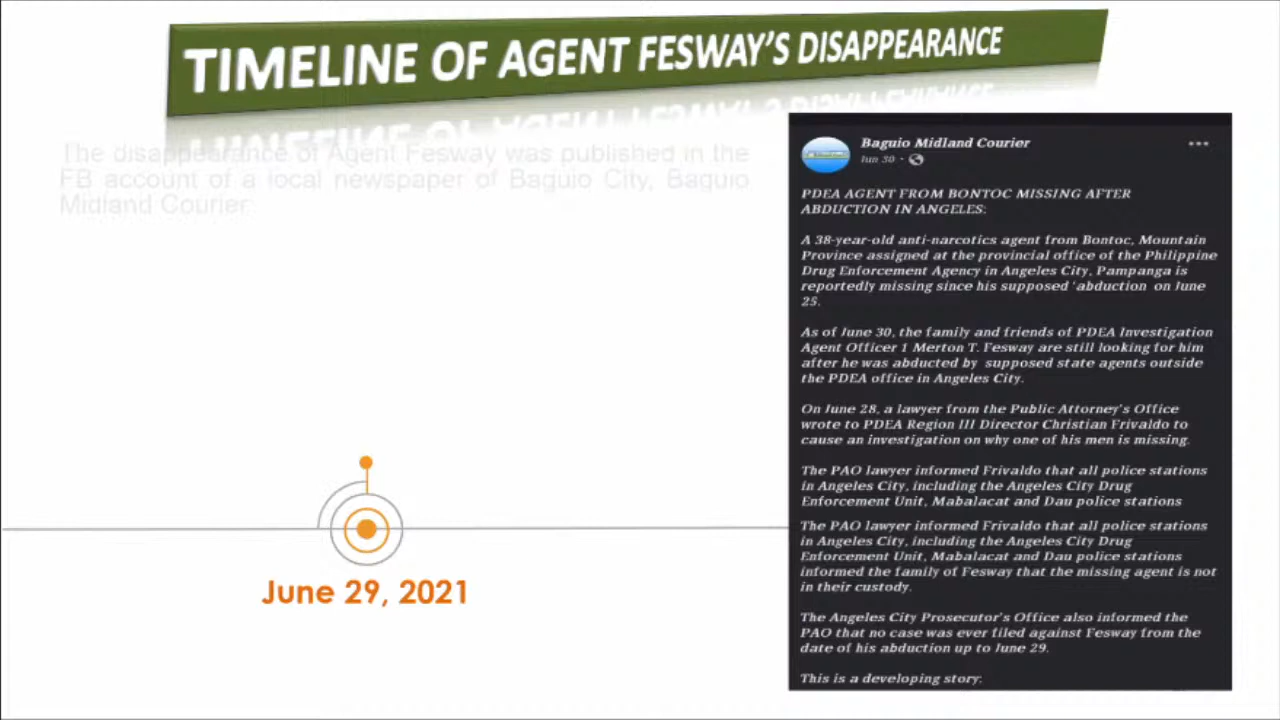 TIMELINE OF AGENT FESWAY'S DISAPPEARANCE
The disappearance of Agent Fesway was published in the
FB account of a local newspaper of Baguio City, Baguio
Midland Courier
June 29, 2021
Baguio Midland Courier
Jun 30 ·
PDEA AGENT FROM BONTOC MISSING AFTER
ABDUCTION IN ANGELES:
A 38-year-old anti-narcotics agent from Bontoc, Mountain
Province assigned at the provincial office of the Philippine
Drug Enforcement Agency in Angeles City, Pampanga is
reportedly missing since his supposed 'abduction on June
25.
As of June 30, the family and friends of PDEA Investigation
Agent Officer 1 Merton T. Fesway are still looking for him
after he was abducted by supposed state agents outside
the PDEA office in Angeles City.
On June 28, a lawyer from the Public Attorney's Office
wrote to PDEA Region III Director Christian Frivaldo to
cause an investigation on why one of his men is missing.
The PAO lawyer informed Frivaldo that all police stations
in Angeles City, including the Angeles City Drug
Enforcement Unit, Mabalacat and Dau police stations
The PAO lawyer informed Frivaldo that all police stations
in Angeles City, including the Angeles City Drug
Enforcement Unit, Mabalacat and Dau police stations
informed the family of Fesway that the missing agent is not
in their custody.
The Angeles City Prosecutor's Office also informed the
PAO that no case was ever filed against Fesway from the
date of his abduction up to June 29.
This is a developing story.